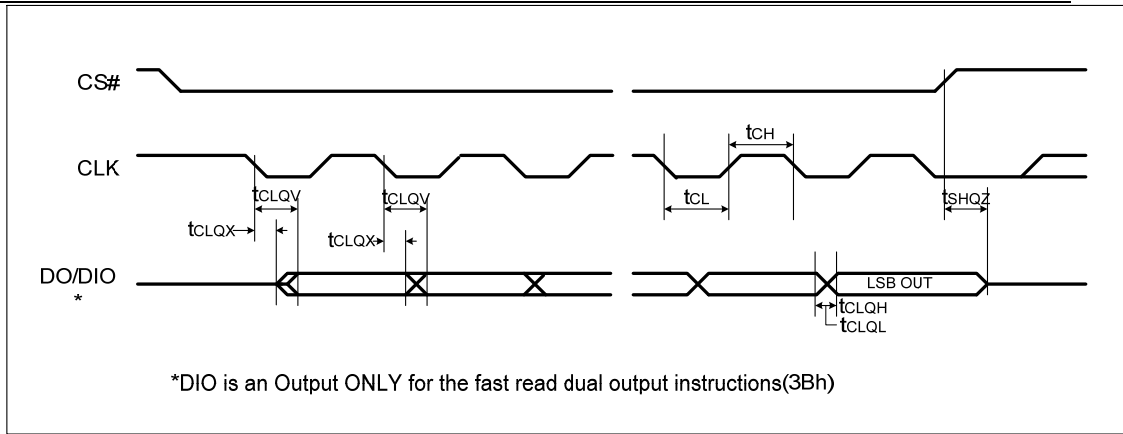 CS#
tCH
CLK
tCLQV
tCLQV
tCL
tSHQZ
tCLQX
tCLQX
DO/DIO
*
LSB OUT
tCLQH
tCLQL
*DIO is an Output ONLY for the fast read dual output instructions(3Bh)